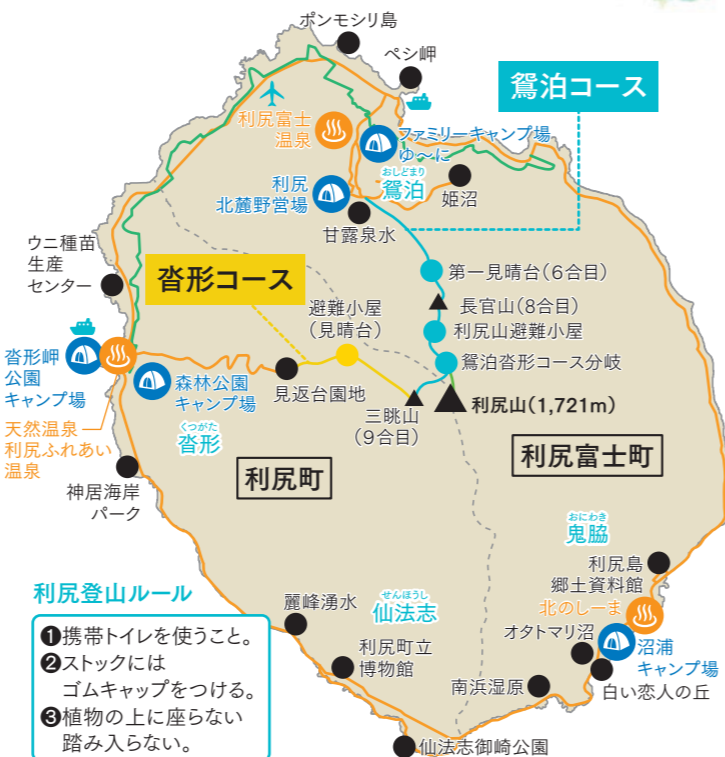 ポンモシリ島
ペシ岬
鴛泊コース
利尻富士
温泉
ファミリーキャンプ場
ゆ〜に
おしどまり
鴛泊
利尻
北麓野営場
姫沼
甘露泉水
ウニ種苗
生産
センター
沓形コース
第一見晴台(6合目)
避難小屋
(見晴台)
長官山(8合目)
利尻山避難小屋
鴛泊沓形コース分岐
沓形岬
公園
キャンプ場
森林公園
キャンプ場
見返台園地
三眺山
(9合目)
利尻山(1,721m)
天然温泉
利尻ふれあい
温泉
くつがた
沓形
利尻町
利尻富士町
神居海岸
パーク
おにわき
鬼脇
利尻島
郷土資料館
利尻登山ルール
❶携帯トイレを使うこと。
❷ストックには
ゴムキャップをつける。
❸植物の上に座らない
踏み入らない。
麗峰湧水
せんほうし
仙法志
北のしーま
オタトマリ沼
沼浦
キャンプ場
利尻町立
博物館
白い恋人の丘
南浜湿原
仙法志御崎公園